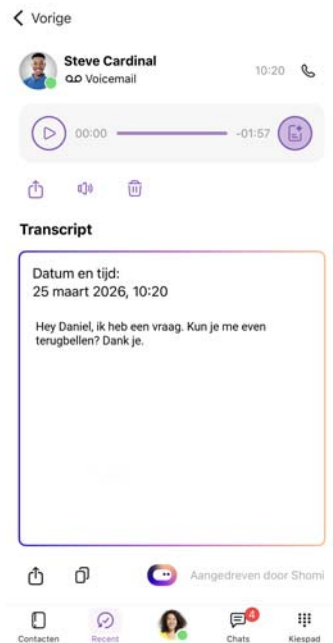 Vorige
Steve Cardinal
Voicemail
10:20
00:00
-01:57
Transcript
Datum en tijd:
25 maart 2026, 10:20
Hey Daniel, ik heb een vraag. Kun je me even
terugbellen? Dank je.
Aangedreven door Shomi
Contacten
Recent
4
Chats
Kiespad